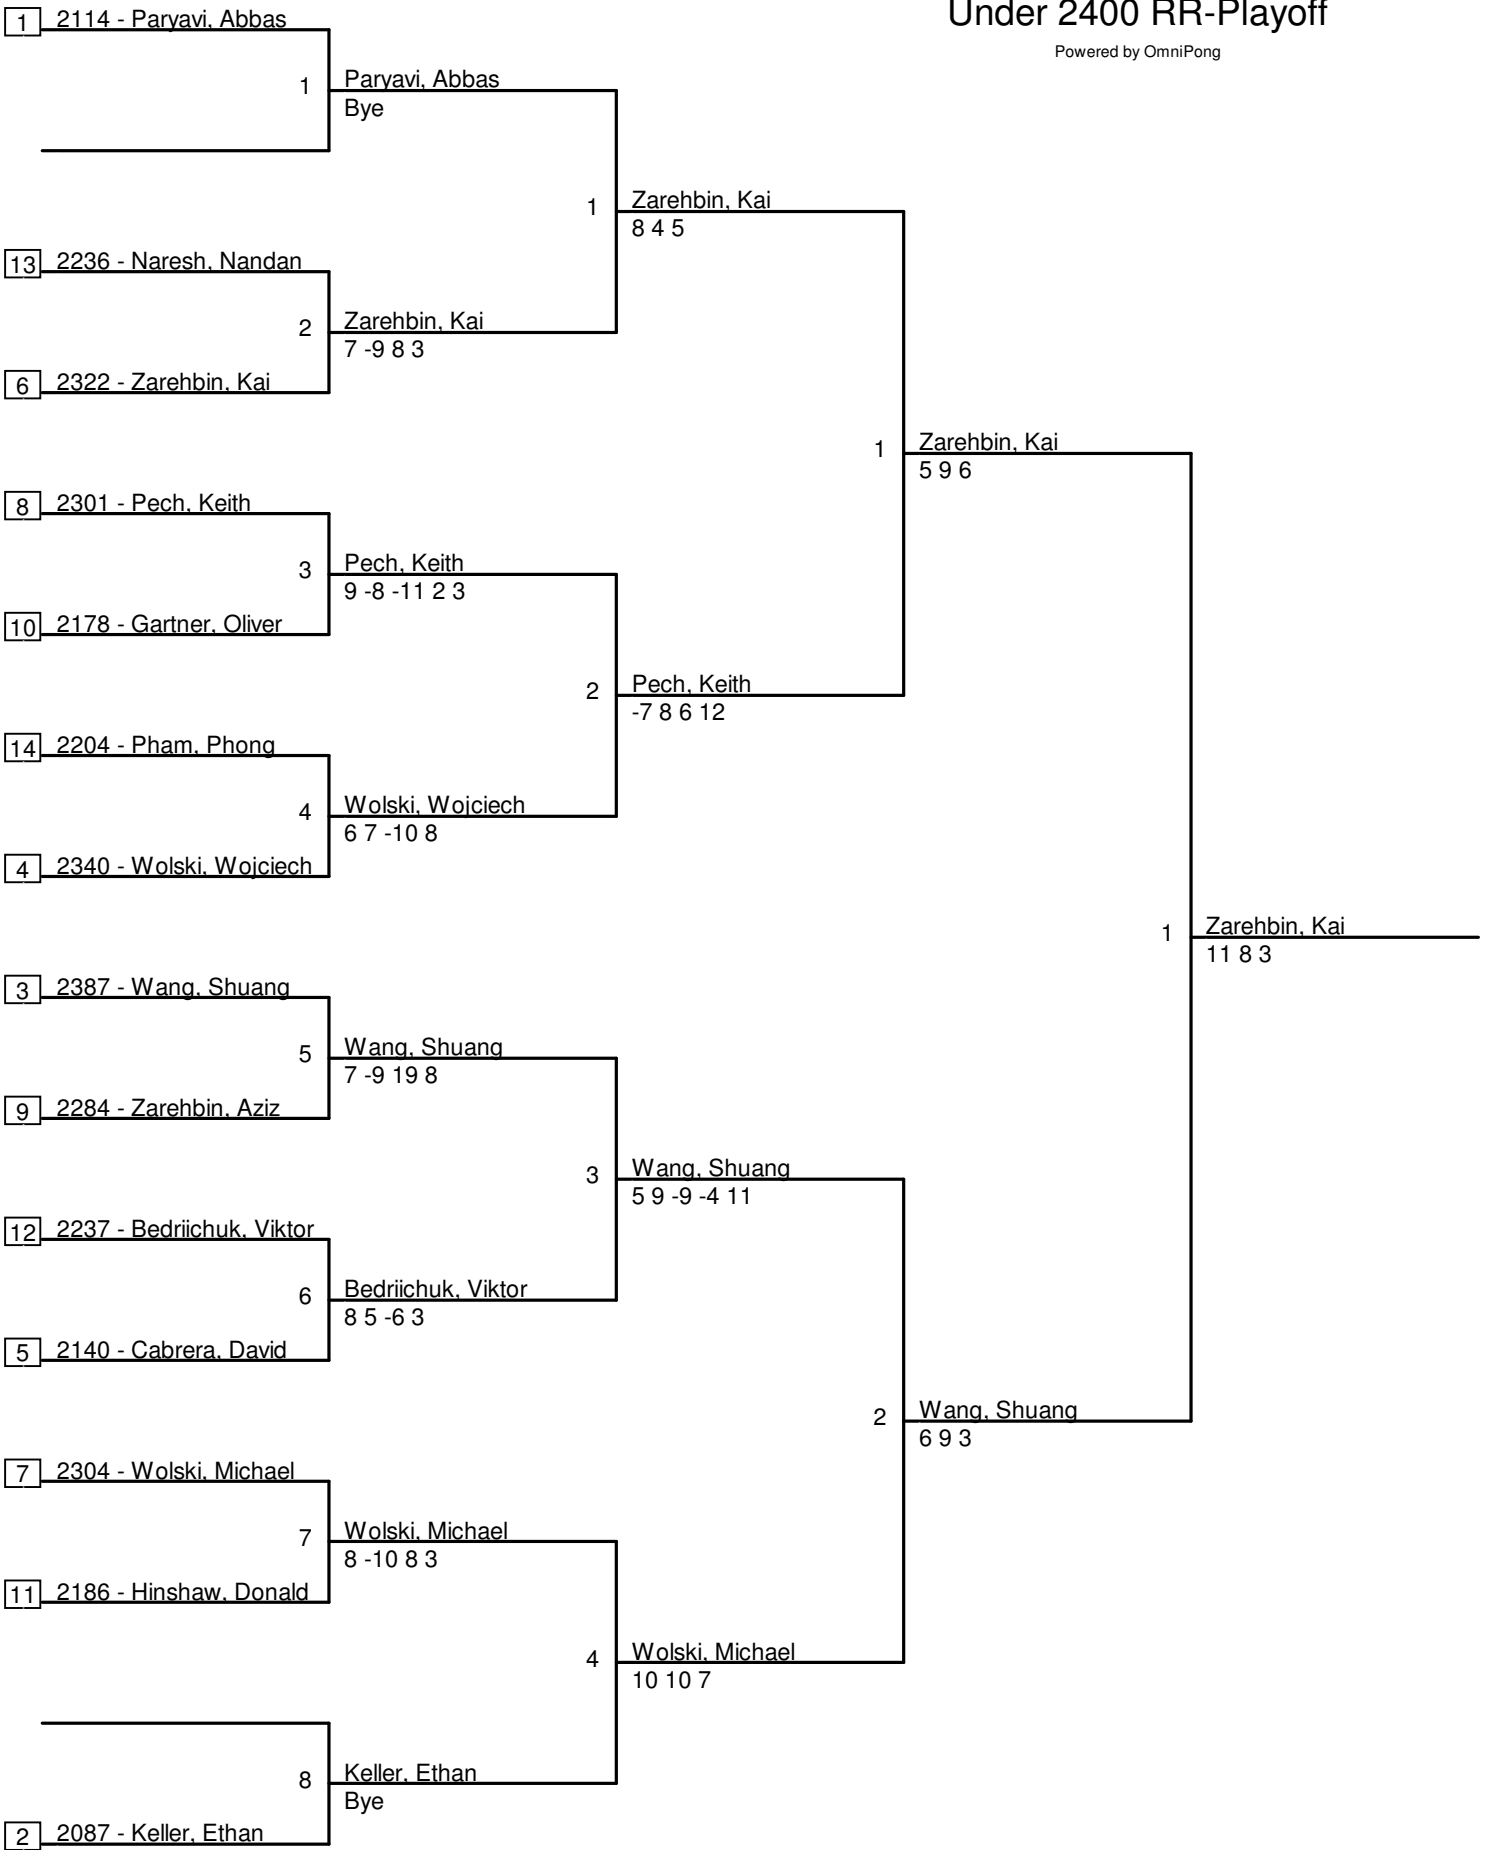 Under 2400 RR-Playoff
Powered by OmniPong
1 2114 - Paryavi, Abbas
1 Paryavi, Abbas
Bye
1 Zarehbin, Kai
8 4 5
13 2236 - Naresh, Nandan
2 Zarehbin, Kai
7 -9 8 3
6 2322 - Zarehbin, Kai
1 Zarehbin, Kai
5 9 6
8 2301 - Pech, Keith
3 Pech, Keith
9 -8 -11 2 3
10 2178 - Gartner, Oliver
2 Pech, Keith
-7 8 6 12
14 2204 - Pham, Phong
4 Wolski, Wojciech
6 7 -10 8
4 2340 - Wolski, Wojciech
1 Zarehbin, Kai
11 8 3
3 2387 - Wang, Shuang
5 Wang, Shuang
7 -9 19 8
9 2284 - Zarehbin, Aziz
3 Wang, Shuang
5 9 -9 -4 11
12 2237 - Bedriichuk, Viktor
6 Bedriichuk, Viktor
8 5 -6 3
5 2140 - Cabrera, David
2 Wang, Shuang
6 9 3
7 2304 - Wolski, Michael
7 Wolski, Michael
8 -10 8 3
11 2186 - Hinshaw, Donald
4 Wolski, Michael
10 10 7
8 Keller, Ethan
Bye
2 2087 - Keller, Ethan